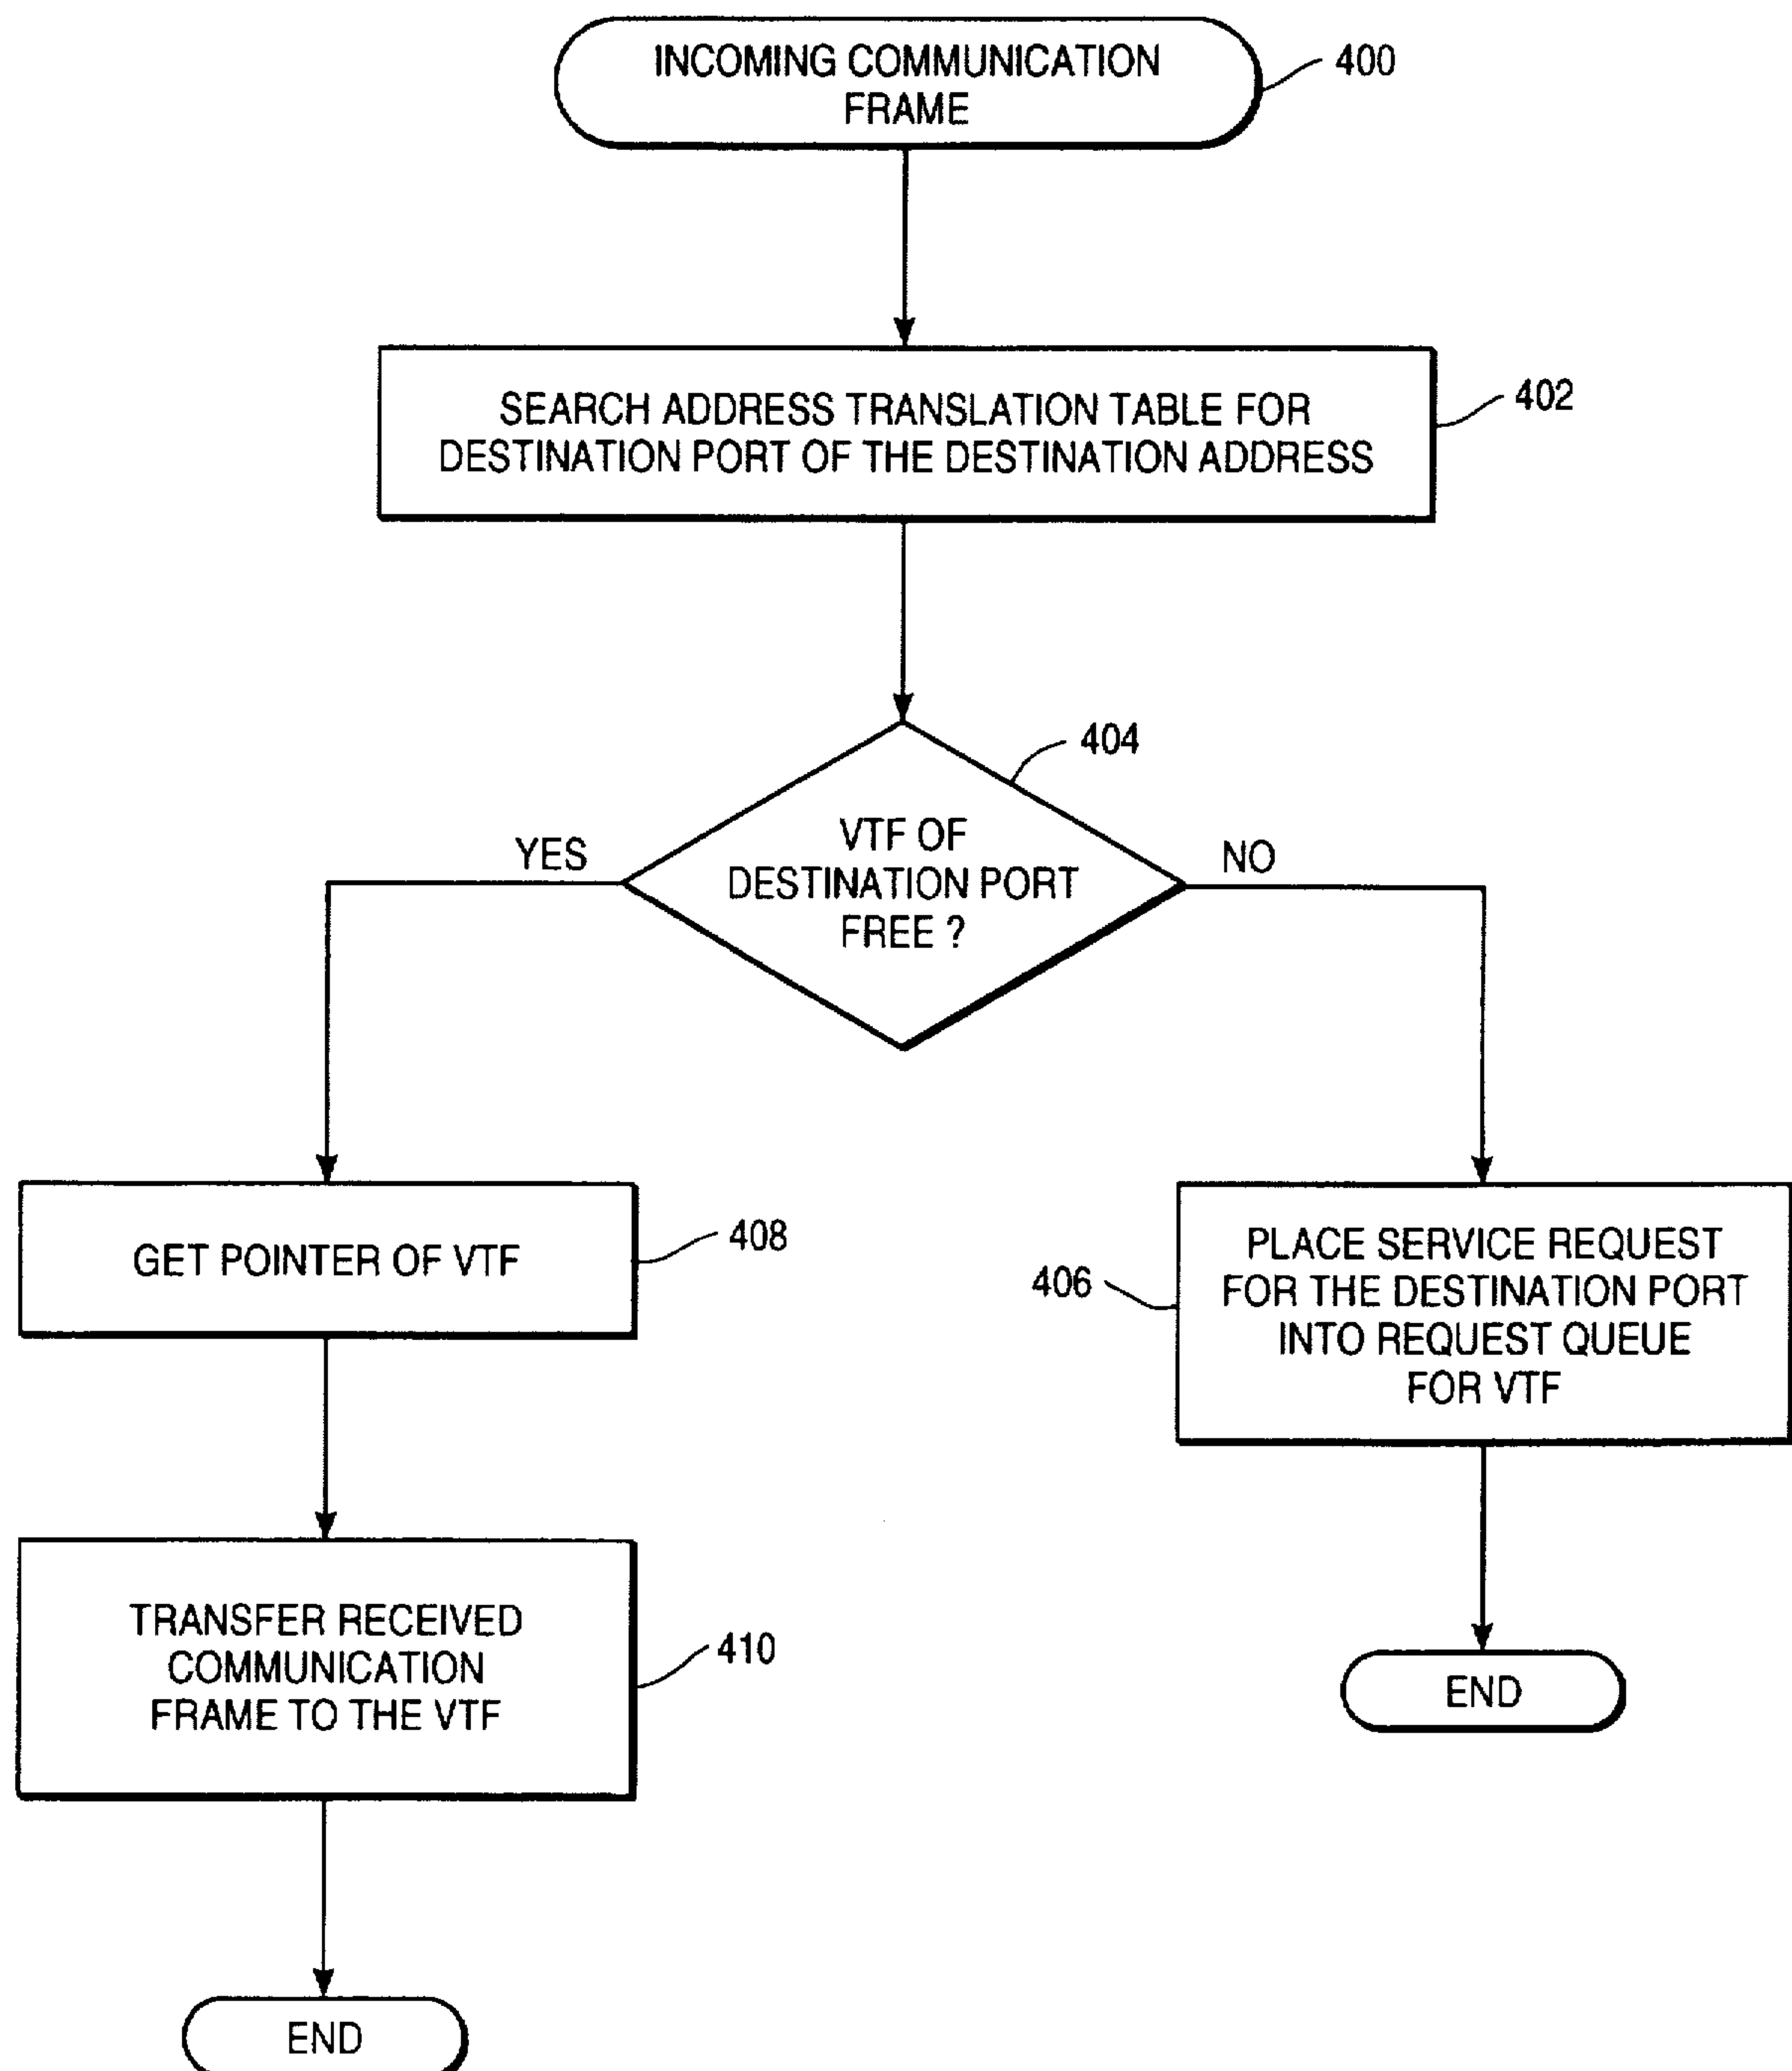 INCOMING COMMUNICATION
FRAME
400
SEARCH ADDRESS TRANSLATION TABLE FOR
DESTINATION PORT OF THE DESTINATION ADDRESS
402
404
VTF OF
DESTINATION PORT
FREE ?
YES
NO
GET POINTER OF VTF
408
406
PLACE SERVICE REQUEST
FOR THE DESTINATION PORT
INTO REQUEST QUEUE
FOR VTF
TRANSFER RECEIVED
COMMUNICATION
FRAME TO THE VTF
410
END
END